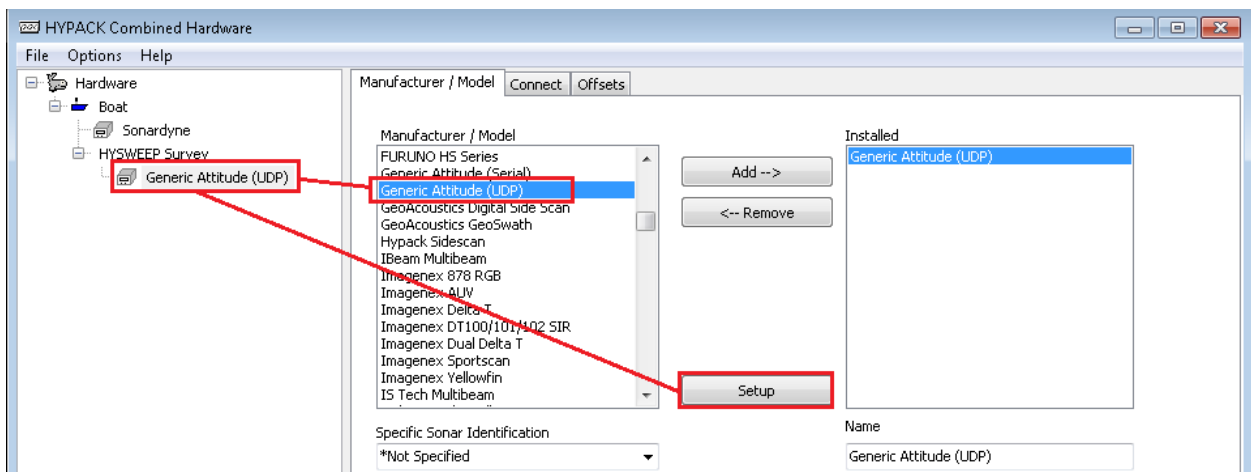 HYPACK Combined Hardware
File Options Help
Hardware
Boat
Sonardyne
HYSWEEP Survey
Generic Attitude (UDP)
Manufacturer / Model
Connect
Offsets
Manufacturer / Model
FURUNO HS Series
Generic Attitude (Serial)
Generic Attitude (UDP)
GeoAcoustics Digital Side Scan
GeoAcoustics GeoSwath
Hypack Sidescan
IBeam Multibeam
Imagenex 878 RGB
Imagenex AUV
Imagenex Delta T
Imagenex DT100/101/102 SIR
Imagenex Dual Delta T
Imagenex Sportscan
Imagenex Yellowfin
IS Tech Multibeam
Specific Sonar Identification
*Not Specified
Add -->
<-- Remove
Setup
Installed
Generic Attitude (UDP)
Name
Generic Attitude (UDP)